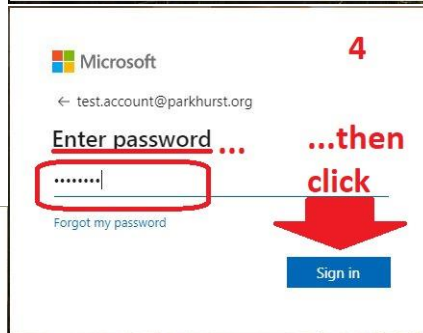 4
Microsoft
← test.account@parkhurst.org
Enter password ...
...then
click
••••••••
Forgot my password
Sign in